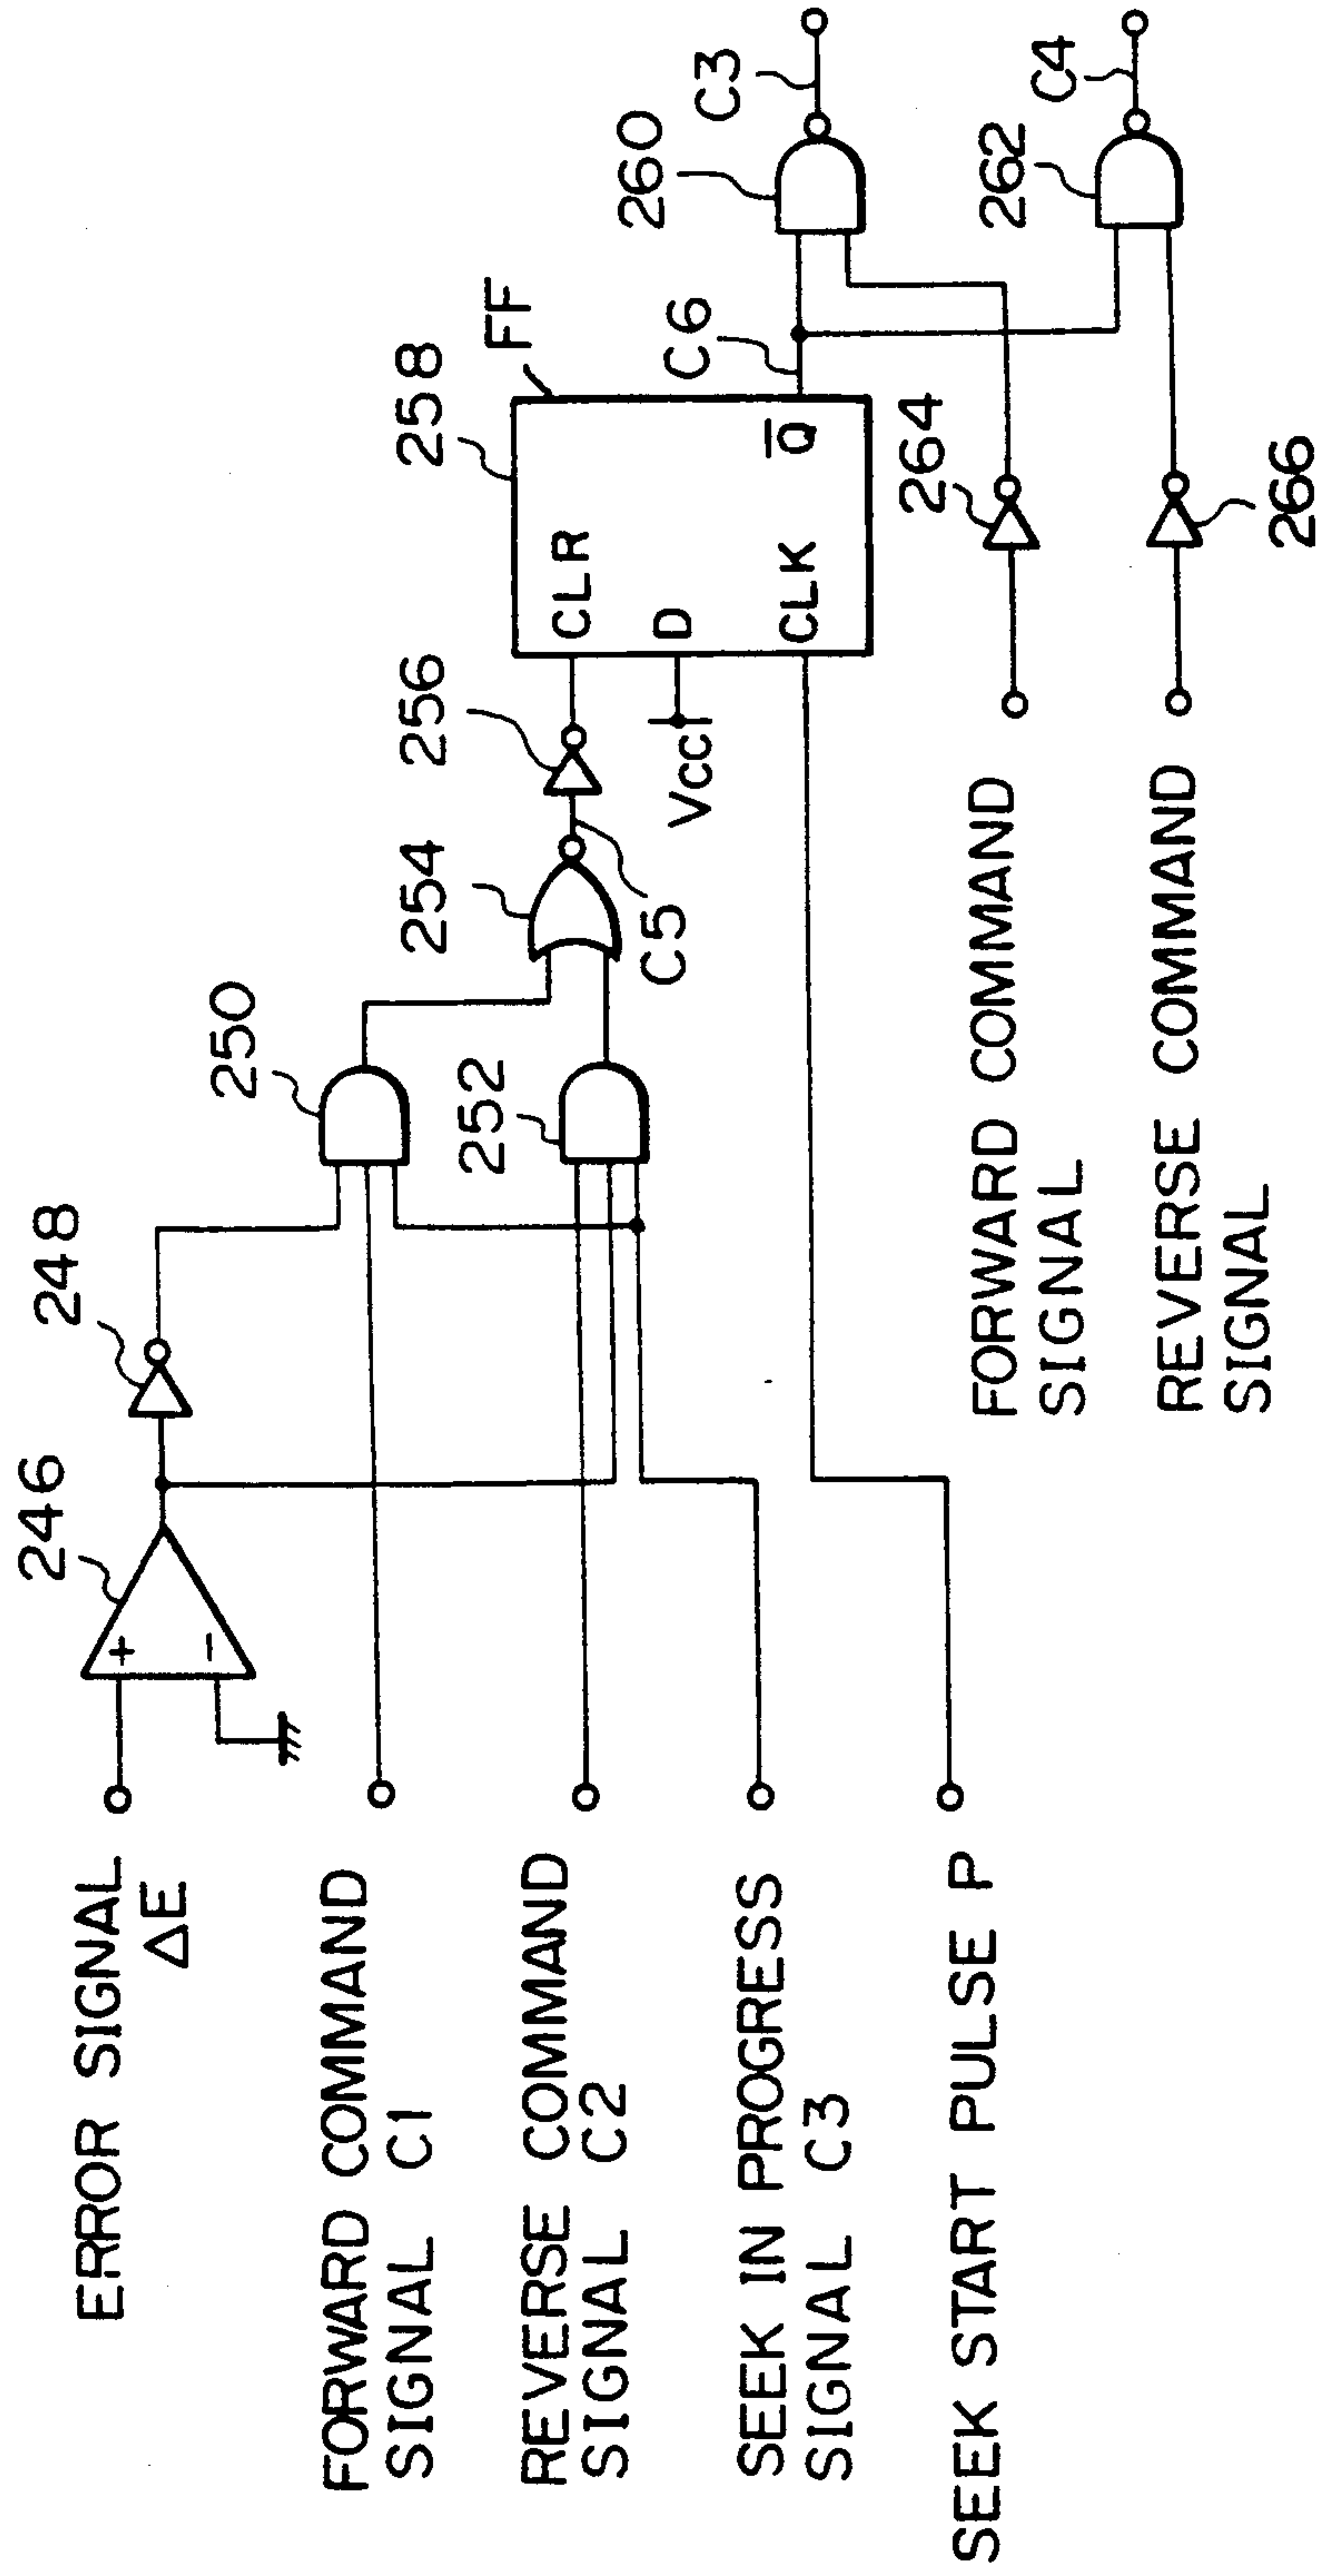 ERROR SIGNAL
ΔE
FORWARD COMMAND
SIGNAL C1
REVERSE COMMAND
SIGNAL C2
SEEK IN PROGRESS
SIGNAL C3
SEEK START PULSE P
246
+
−
248
250
252
254
C5
256
Vcc
258
FF
CLR
D
CLK
Q̅
C6
260
C3
262
C4
264
266
FORWARD COMMAND
SIGNAL
REVERSE COMMAND
SIGNAL